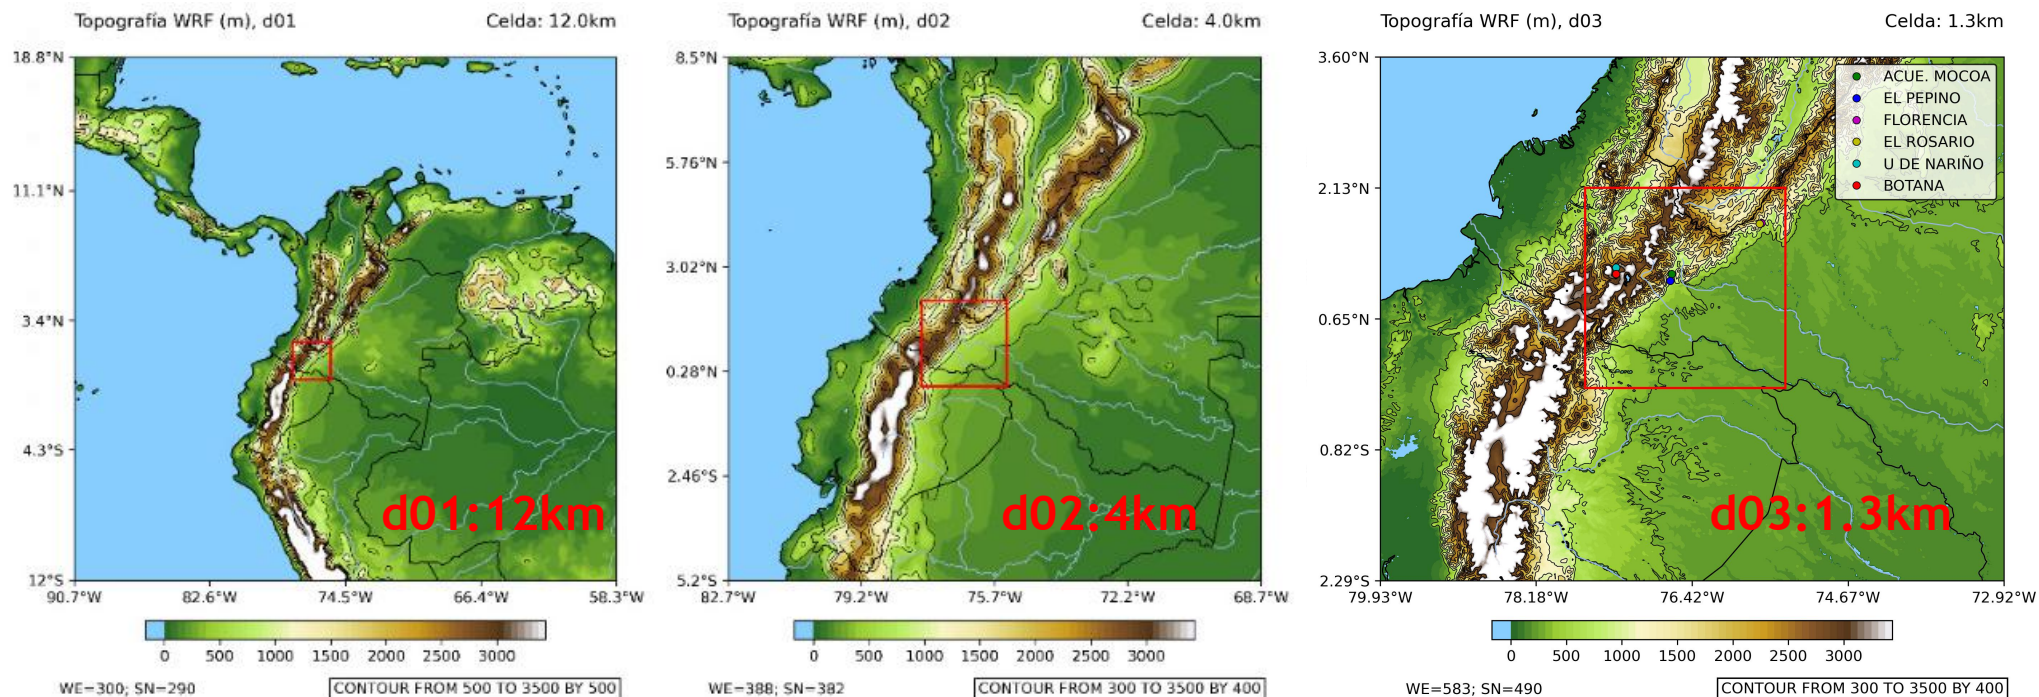 Topografía WRF (m), d01
Celda: 12.0km
18.8°N
11.1°N
3.4°N
4.3°S
12°S
90.7°W
82.6°W
74.5°W
66.4°W
58.3°W
d01:12km
0
500
1000
1500
2000
2500
3000
WE=300; SN=290
CONTOUR FROM 500 TO 3500 BY 500
Topografía WRF (m), d02
Celda: 4.0km
8.5°N
5.76°N
3.02°N
0.28°N
2.46°S
5.2°S
82.7°W
79.2°W
75.7°W
72.2°W
68.7°W
d02:4km
0
500
1000
1500
2000
2500
3000
WE=388; SN=382
CONTOUR FROM 300 TO 3500 BY 400
Topografía WRF (m), d03
Celda: 1.3km
ACUE. MOCOA
EL PEPINO
FLORENCIA
EL ROSARIO
U DE NARIÑO
BOTANA
3.60°N
2.13°N
0.65°N
0.82°S
2.29°S
79.93°W
78.18°W
76.42°W
74.67°W
72.92°W
d03:1.3km
0
500
1000
1500
2000
2500
3000
WE=583; SN=490
CONTOUR FROM 300 TO 3500 BY 400